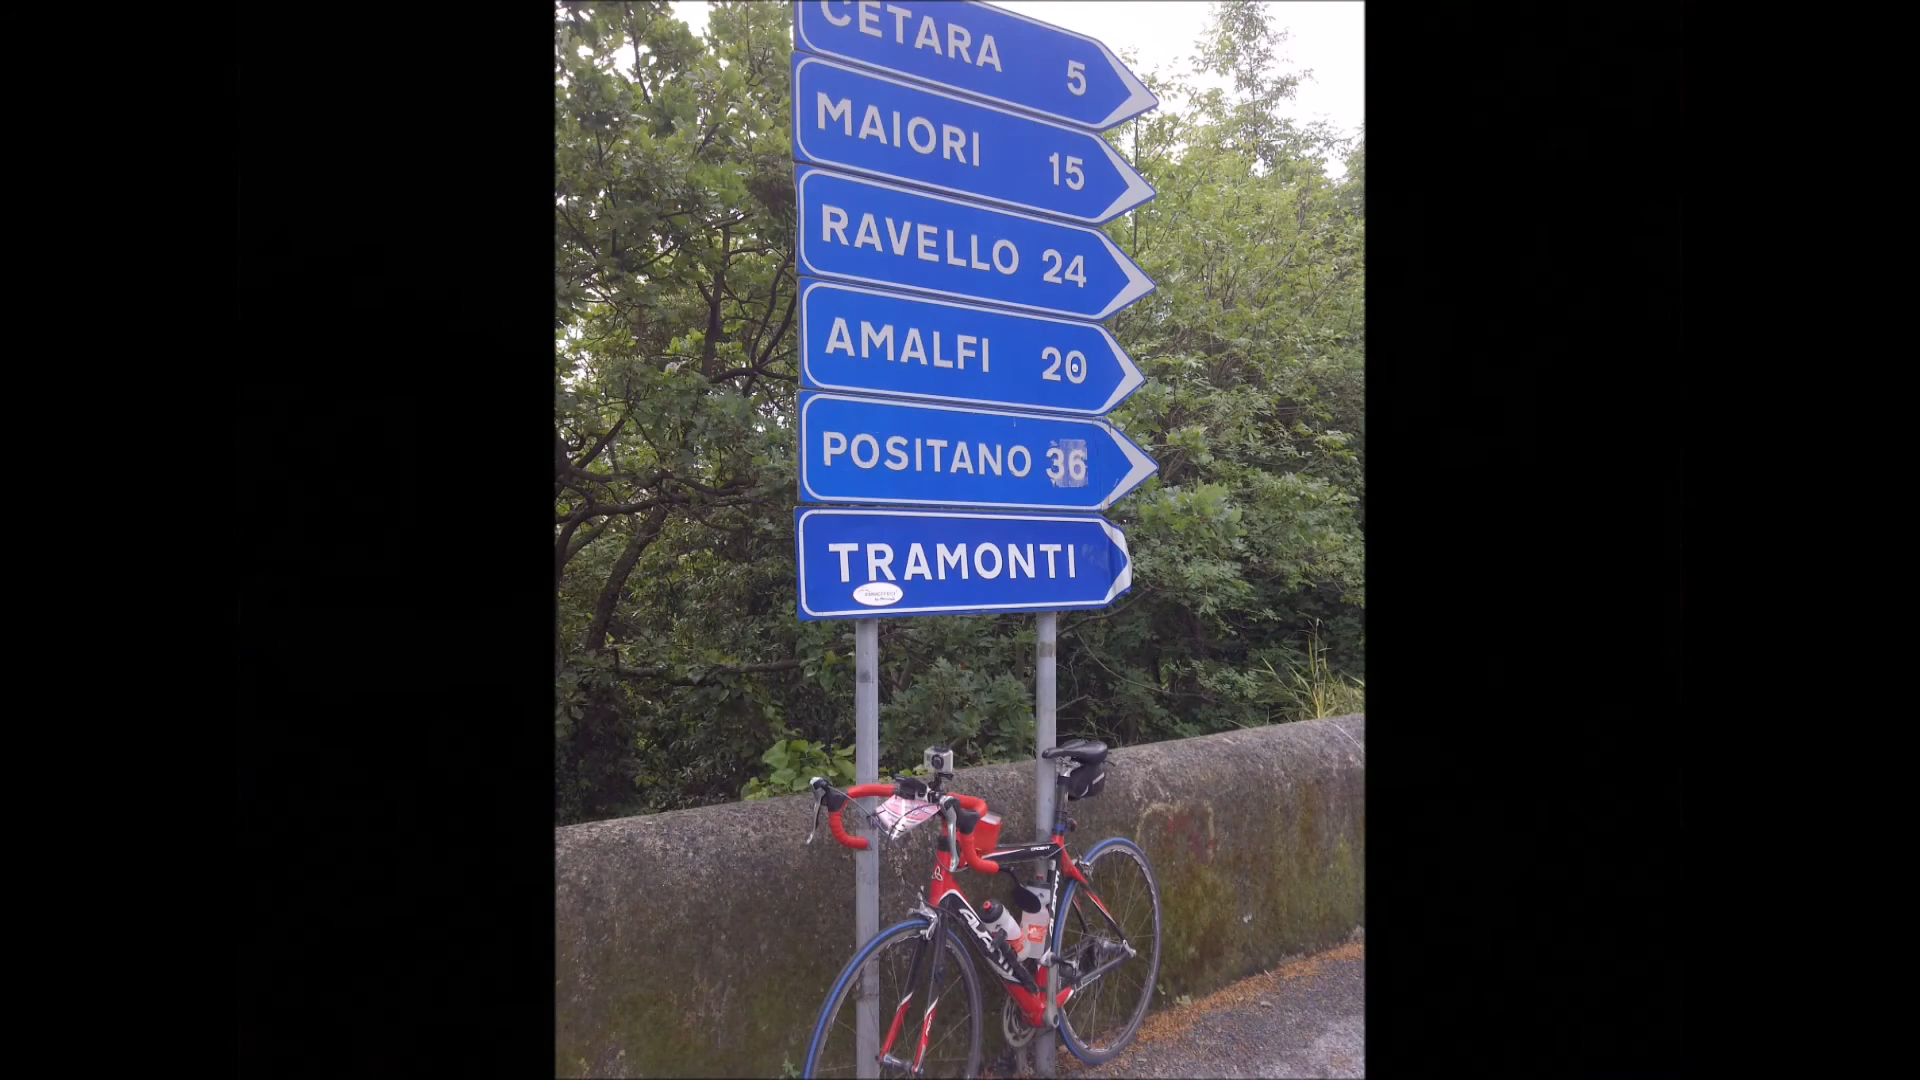 CETARA 5
MAIORI 15
RAVELLO 24
AMALFI 20
POSITANO 36
TRAMONTI